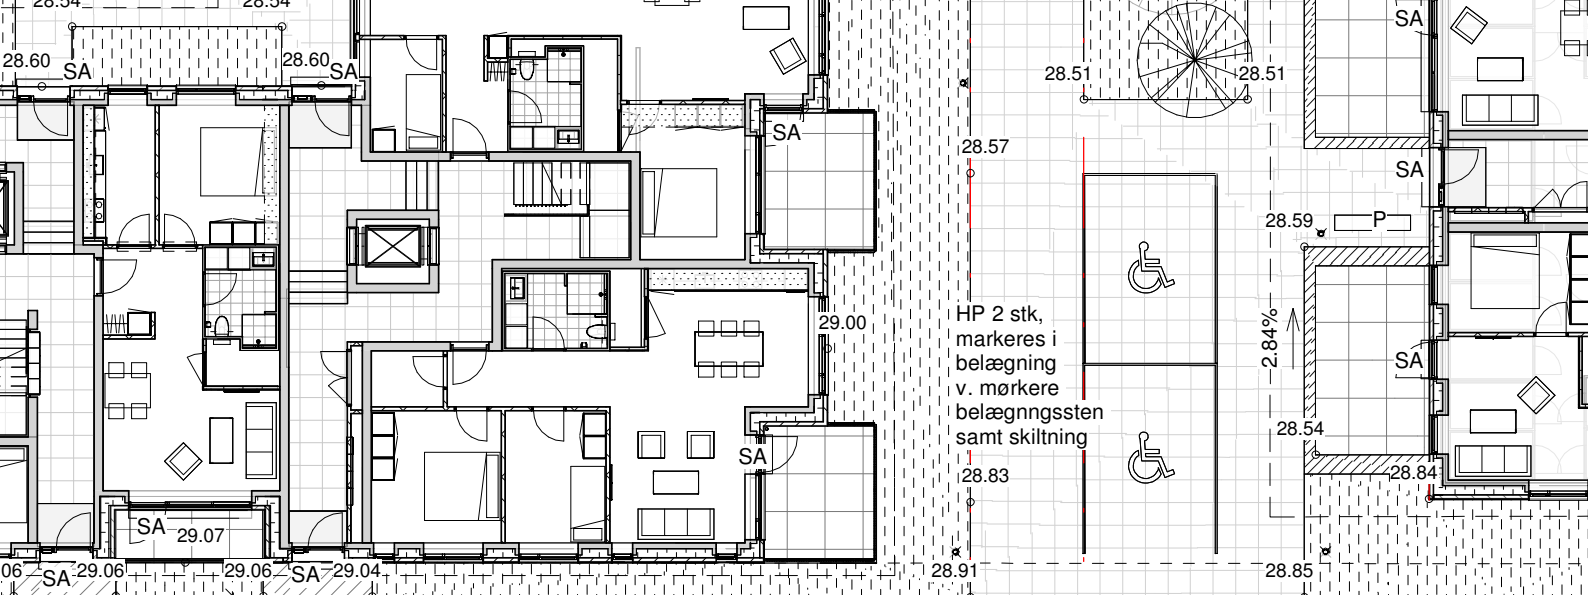 28.54
28.54
28.60
SA
28.60
SA
SA
28.51
28.51
SA
28.57
SA
28.59
P
HP 2 stk,
markeres i
belægning
v. mørkere
belægnngssten
samt skiltning
29.00
2.84%
SA
28.54
SA
28.83
28.84
SA
29.07
06
SA
29.06
29.06
SA
29.04
28.91
28.85